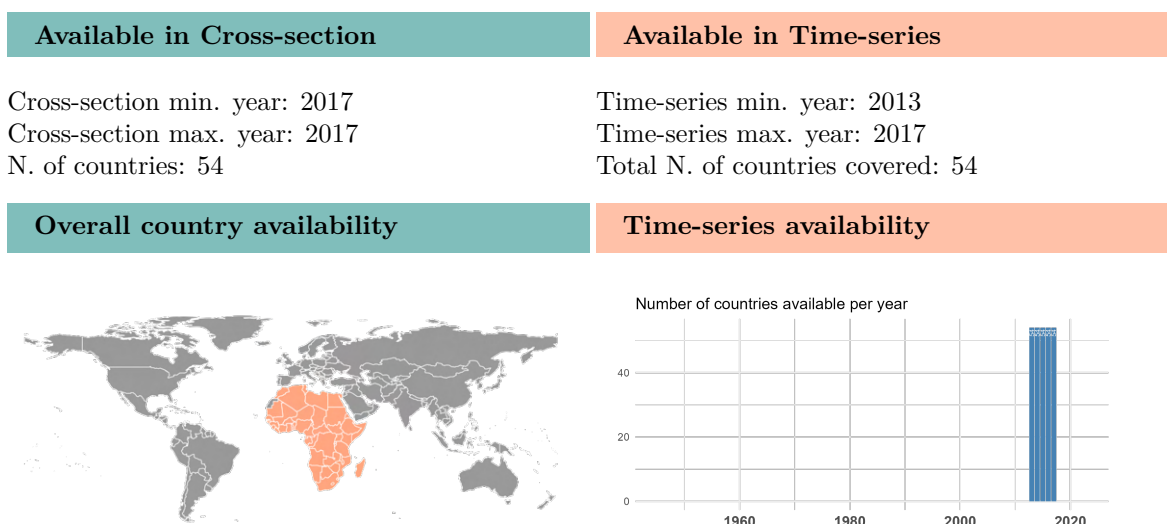 Available in Cross-section
Available in Time-series
Cross-section min. year: 2017
Cross-section max. year: 2017
N. of countries: 54
Time-series min. year: 2013
Time-series max. year: 2017
Total N. of countries covered: 54
Overall country availability
Time-series availability
Number of countries available per year
40
20
0
1960
1980
2000
2020